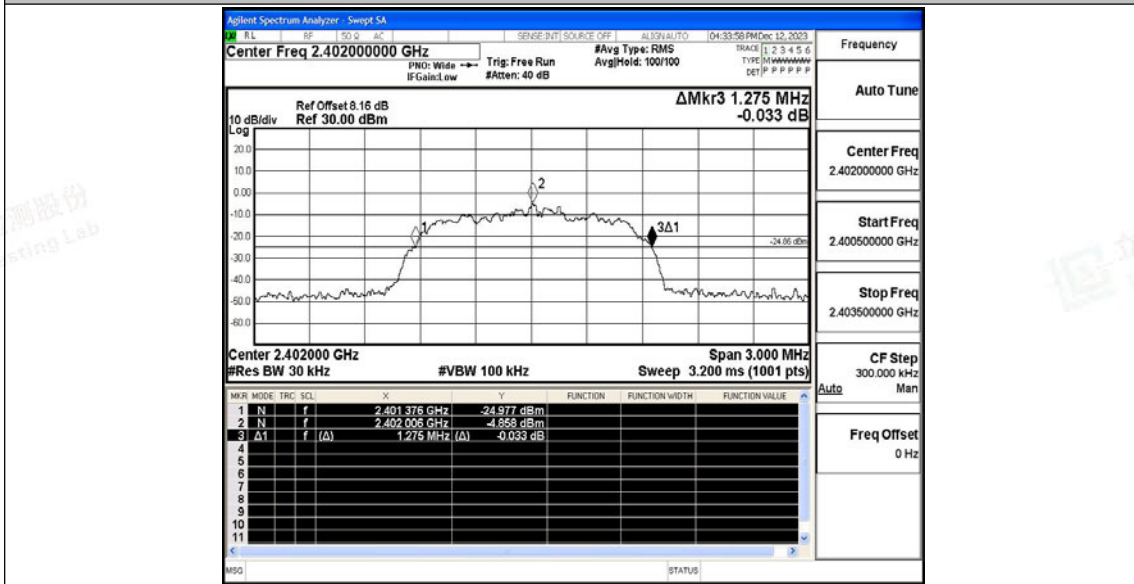 Agilent Spectrum Analyzer - Swept SA
RL RF 50 Ω AC SENSE:INT SOURCE OFF ALIGN AUTO 04:33:58 PM Dec 12, 2023
Center Freq 2.402000000 GHz
PNO: Wide
IFGain:Low
Trig: Free Run
#Atten: 40 dB
#Avg Type: RMS
Avg|Hold: 100/100
TRACE 1 2 3 4 5 6
TYPE M
DET P P P P P P
Frequency
Auto Tune
Center Freq
2.402000000 GHz
Start Freq
2.400500000 GHz
Stop Freq
2.403500000 GHz
CF Step
300.000 kHz
Auto Man
Freq Offset
0 Hz
ΔMkr3 1.275 MHz
-0.033 dB
Ref Offset 8.16 dB
10 dB/div Ref 30.00 dBm
Log
20.0
10.0
0.00
-10.0
-20.0
-30.0
-40.0
-50.0
-60.0
1
2
3Δ1
-24.86 dBm
Center 2.402000 GHz Span 3.000 MHz
#Res BW 30 kHz #VBW 100 kHz Sweep 3.200 ms (1001 pts)
MKR MODE TRC SCL X Y FUNCTION FUNCTION WIDTH FUNCTION VALUE
1 N f 2.401 376 GHz -24.977 dBm
2 N f 2.402 006 GHz -4.858 dBm
3 Δ1 f (Δ) 1.275 MHz (Δ) -0.033 dB
4
5
6
7
8
9
10
11
MSG STATUS
测股份
sting Lab
立